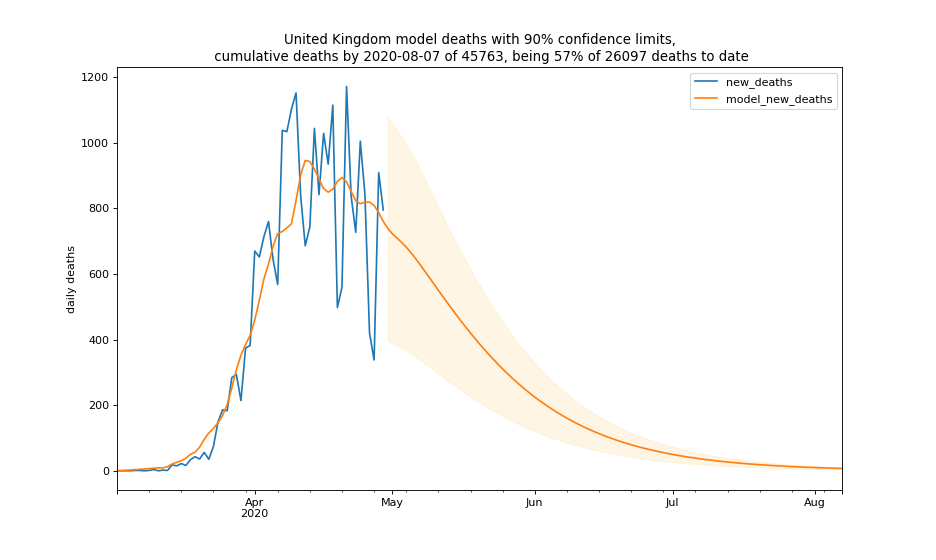 United Kingdom model deaths with 90% confidence limits,
cumulative deaths by 2020-08-07 of 45763, being 57% of 26097 deaths to date
1200
1000
800
600
400
200
0
daily deaths
new_deaths
model_new_deaths
Apr
2020
May
Jun
Jul
Aug